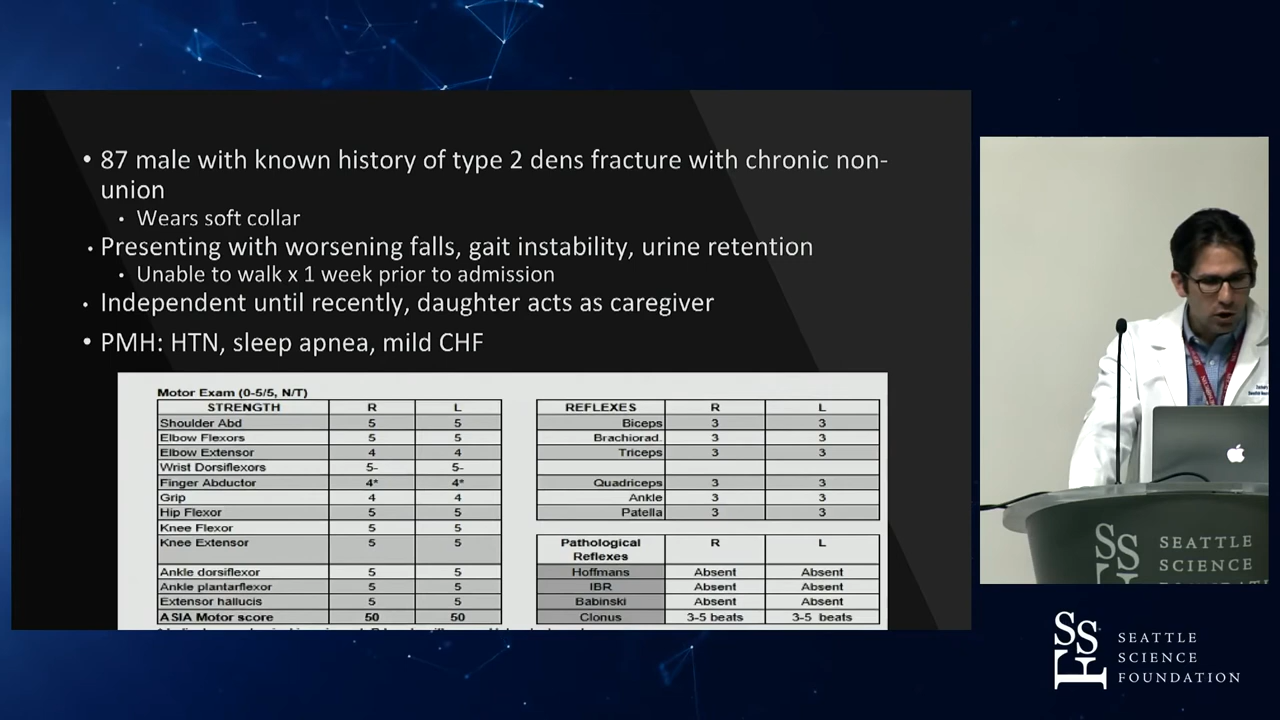 • 87 male with known history of type 2 dens fracture with chronic non-
union
• Wears soft collar
• Presenting with worsening falls, gait instability, urine retention
• Unable to walk x 1 week prior to admission
• Independent until recently, daughter acts as caregiver
• PMH: HTN, sleep apnea, mild CHF
Motor Exam (0-5/5, N/T)
STRENGTH R L
Shoulder Abd 5 5
Elbow Flexors 5 5
Elbow Extensor 4 4
Wrist Dorsiflexors 5- 5-
Finger Abductor 4* 4*
Grip 4 4
Hip Flexor 5 5
Knee Flexor 5 5
Knee Extensor 5 5
Ankle dorsiflexor 5 5
Ankle plantarflexor 5 5
Extensor hallucis 5 5
ASIA Motor score 50 50
REFLEXES R L
Biceps 3 3
Brachiorad. 3 3
Triceps 3 3
Quadriceps 3 3
Ankle 3 3
Patella 3 3
Pathological
Reflexes R L
Hoffmans Absent Absent
IBR Absent Absent
Babinski Absent Absent
Clonus 3-5 beats 3-5 beats
SSF
SEATTLE
SCIENCE
SSF
SEATTLE
SCIENCE
FOUNDATION